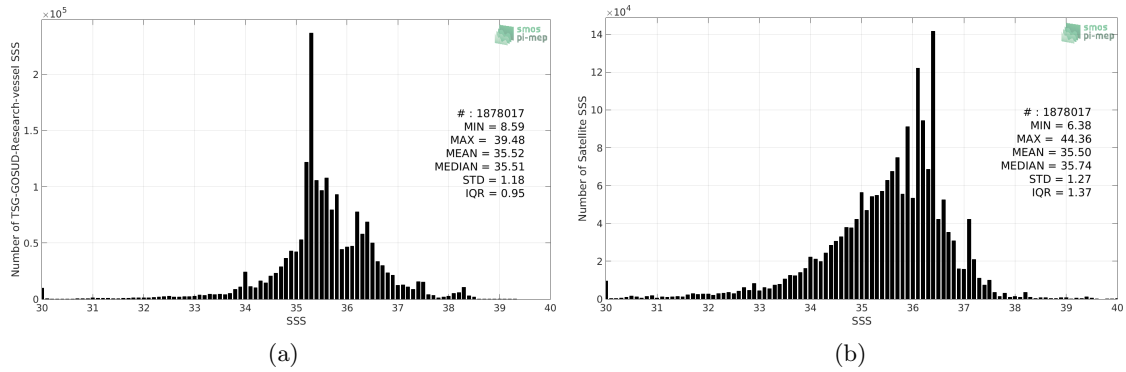 ×10^5
smos
pi-mep
Number of TSG-GOSUD-Research-vessel SSS
2
1.5
1
0.5
0
# : 1878017
MIN = 8.59
MAX = 39.48
MEAN = 35.52
MEDIAN = 35.51
STD = 1.18
IQR = 0.95
30 31 32 33 34 35 36 37 38 39 40
SSS
(a)
×10^4
smos
pi-mep
Number of Satellite SSS
14
12
10
8
6
4
2
0
# : 1878017
MIN = 6.38
MAX = 44.36
MEAN = 35.50
MEDIAN = 35.74
STD = 1.27
IQR = 1.37
30 31 32 33 34 35 36 37 38 39 40
SSS
(b)